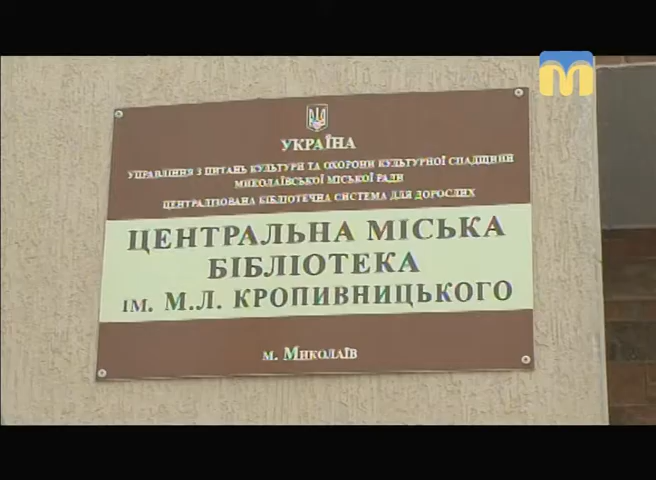 М
УКРАЇНА
УПРАВЛІННЯ З ПИТАНЬ КУЛЬТУРИ ТА ОХОРОНИ КУЛЬТУРНОЇ СПАДЩИНИ
МИКОЛАЇВСЬКОЇ МІСЬКОЇ РАДИ
ЦЕНТРАЛІЗОВАНА БІБЛІОТЕЧНА СИСТЕМА ДЛЯ ДОРОСЛИХ
ЦЕНТРАЛЬНА МІСЬКА
БІБЛІОТЕКА
ІМ. М.Л. КРОПИВНИЦЬКОГО
М. МИКОЛАЇВ